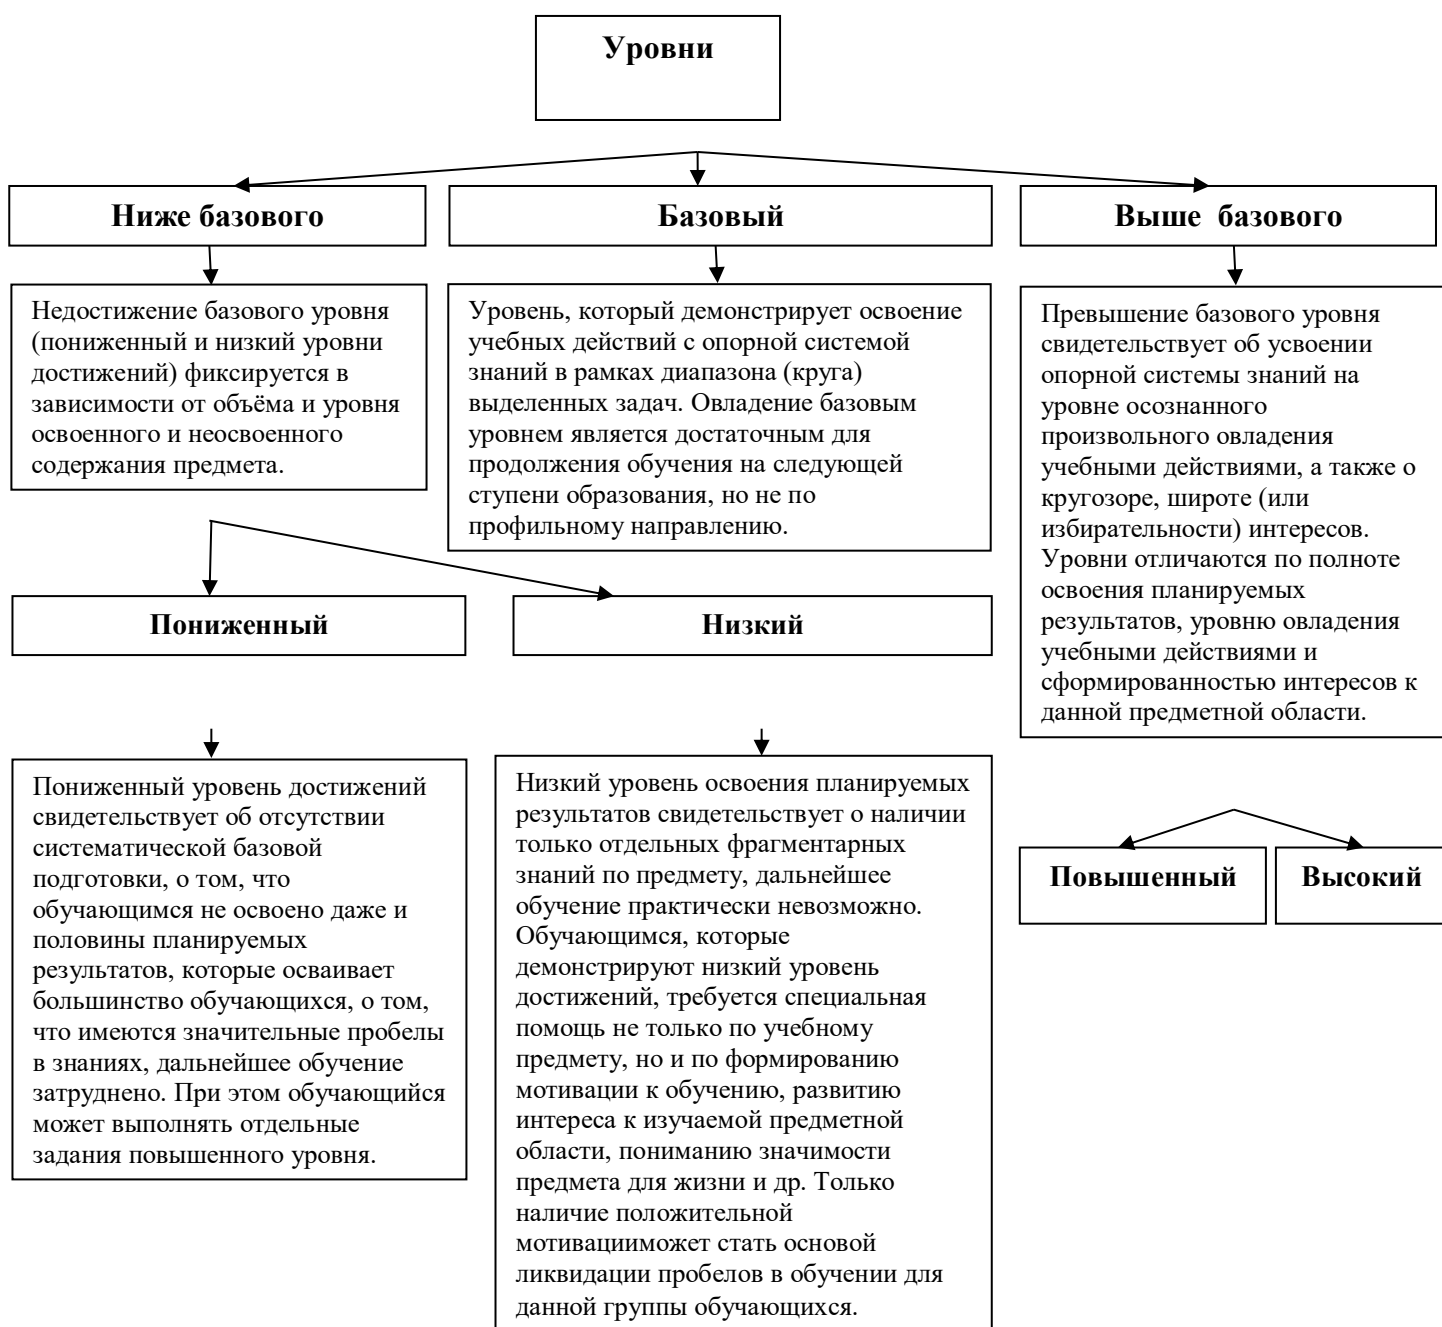 Уровни
Ниже базового
Базовый
Выше базового
Недостижение базового уровня
(пониженный и низкий уровни
достижений) фиксируется в
зависимости от объёма и уровня
освоенного и неосвоенного
содержания предмета.
Уровень, который демонстрирует освоение
учебных действий с опорной системой
знаний в рамках диапазона (круга)
выделенных задач. Овладение базовым
уровнем является достаточным для
продолжения обучения на следующей
ступени образования, но не по
профильному направлению.
Превышение базового уровня
свидетельствует об усвоении
опорной системы знаний на
уровне осознанного
произвольного овладения
учебными действиями, а также о
кругозоре, широте (или
избирательности) интересов.
Уровни отличаются по полноте
освоения планируемых
результатов, уровню овладения
учебными действиями и
сформированностью интересов к
данной предметной области.
Пониженный
Низкий
Пониженный уровень достижений
свидетельствует об отсутствии
систематической базовой
подготовки, о том, что
обучающимся не освоено даже и
половины планируемых
результатов, которые осваивает
большинство обучающихся, о том,
что имеются значительные пробелы
в знаниях, дальнейшее обучение
затруднено. При этом обучающийся
может выполнять отдельные
задания повышенного уровня.
Низкий уровень освоения планируемых
результатов свидетельствует о наличии
только отдельных фрагментарных
знаний по предмету, дальнейшее
обучение практически невозможно.
Обучающимся, которые
демонстрируют низкий уровень
достижений, требуется специальная
помощь не только по учебному
предмету, но и по формированию
мотивации к обучению, развитию
интереса к изучаемой предметной
области, пониманию значимости
предмета для жизни и др. Только
наличие положительной
мотивацииможет стать основой
ликвидации пробелов в обучении для
данной группы обучающихся.
Повышенный
Высокий